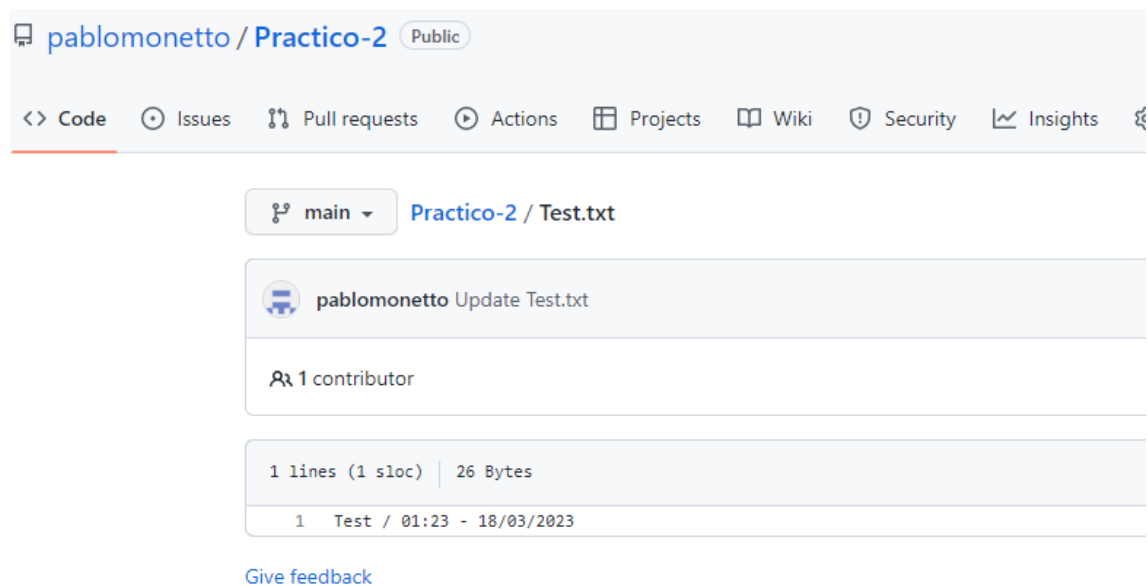 pablomonetto / Practico-2 Public
Code Issues Pull requests Actions Projects Wiki Security Insights
main Practico-2 / Test.txt
pablomonetto Update Test.txt
1 contributor
1 lines (1 sloc) 26 Bytes
1 Test / 01:23 - 18/03/2023
Give feedback